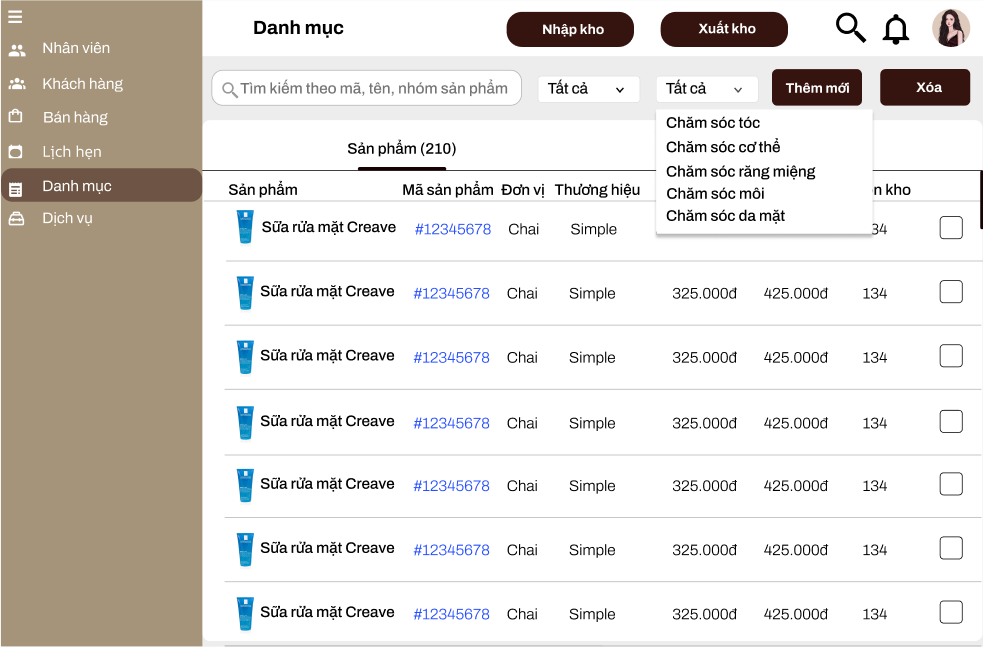 Danh mục
Nhập kho
Xuất kho
Nhân viên
Khách hàng
Bán hàng
Lịch hẹn
Danh mục
Dịch vụ
Tìm kiếm theo mã, tên, nhóm sản phẩm
Tất cả
Tất cả
Thêm mới
Xóa
Chăm sóc tóc
Chăm sóc cơ thể
Chăm sóc răng miệng
Chăm sóc môi
Chăm sóc da mặt
Sản phẩm (210)
Sản phẩm Mã sản phẩm Đơn vị Thương hiệu n kho
Sữa rửa mặt Creave #12345678 Chai Simple 34
Sữa rửa mặt Creave #12345678 Chai Simple 325.000đ 425.000đ 134
Sữa rửa mặt Creave #12345678 Chai Simple 325.000đ 425.000đ 134
Sữa rửa mặt Creave #12345678 Chai Simple 325.000đ 425.000đ 134
Sữa rửa mặt Creave #12345678 Chai Simple 325.000đ 425.000đ 134
Sữa rửa mặt Creave #12345678 Chai Simple 325.000đ 425.000đ 134
Sữa rửa mặt Creave #12345678 Chai Simple 325.000đ 425.000đ 134